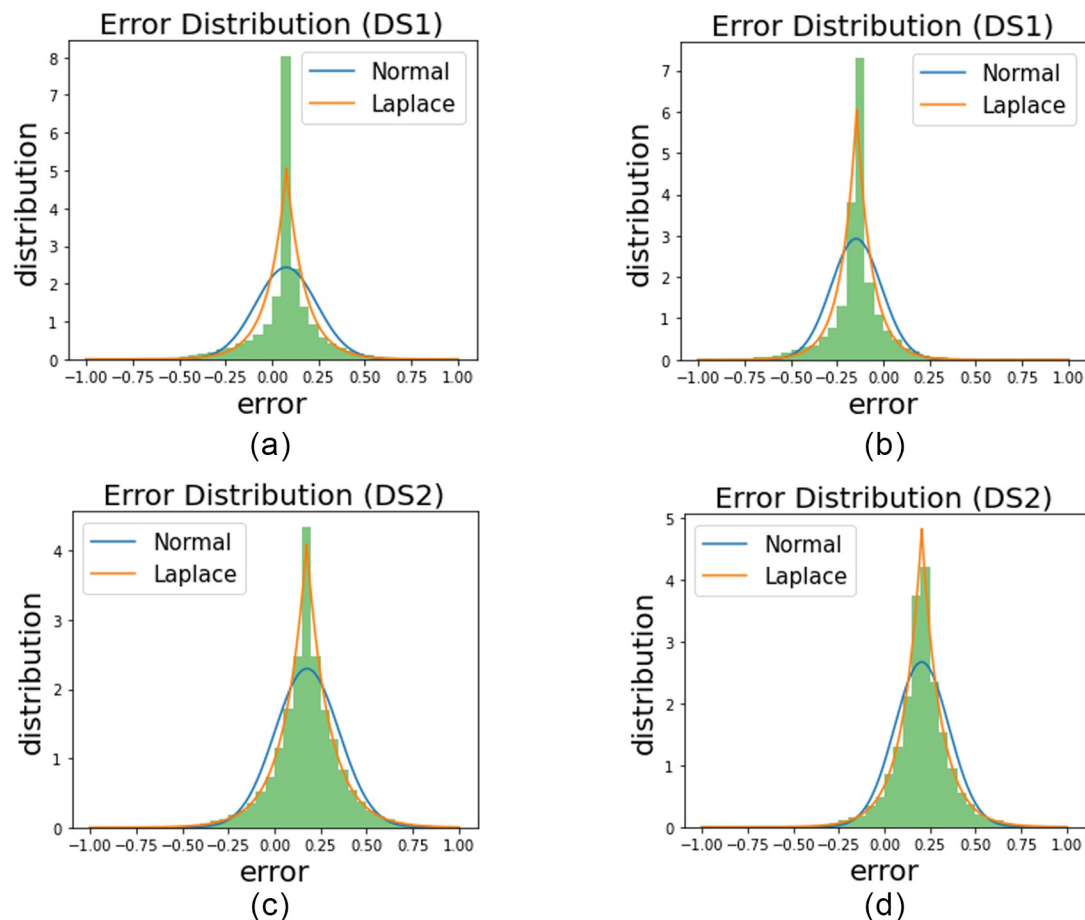 Error Distribution (DS1)
8
7
6
5
4
3
2
1
0
distribution
Normal
Laplace
−1.00 −0.75 −0.50 −0.25 0.00 0.25 0.50 0.75 1.00
error
(a)
Error Distribution (DS1)
7
6
5
4
3
2
1
0
distribution
Normal
Laplace
−1.00 −0.75 −0.50 −0.25 0.00 0.25 0.50 0.75 1.00
error
(b)
Error Distribution (DS2)
4
3
2
1
0
distribution
Normal
Laplace
−1.00 −0.75 −0.50 −0.25 0.00 0.25 0.50 0.75 1.00
error
(c)
Error Distribution (DS2)
5
4
3
2
1
0
distribution
Normal
Laplace
−1.00 −0.75 −0.50 −0.25 0.00 0.25 0.50 0.75 1.00
error
(d)